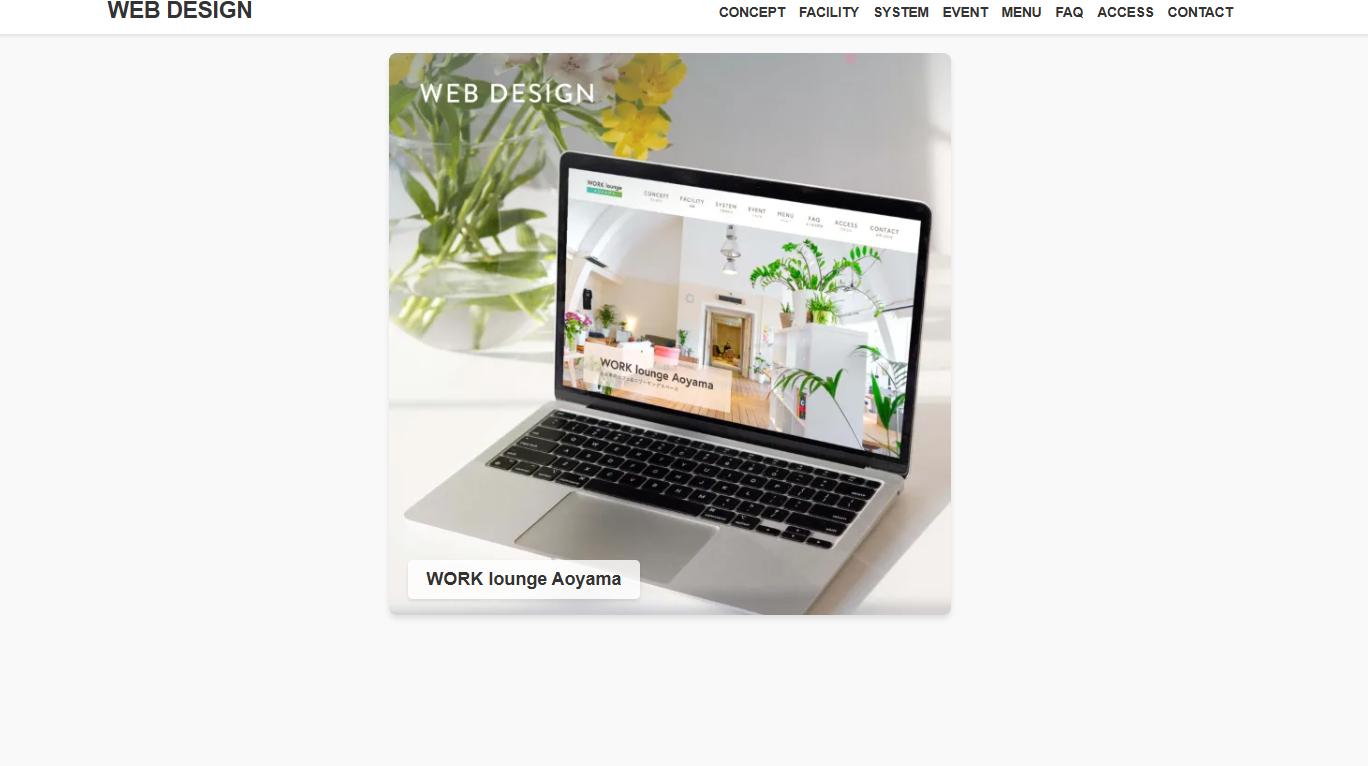 WEB DESIGN
CONCEPT FACILITY SYSTEM EVENT MENU FAQ ACCESS CONTACT
WEB DESIGN
WORK lounge
CONCEPT FACILITY SYSTEM EVENT MENU FAQ ACCESS CONTACT
WORK lounge Aoyama
WORK lounge Aoyama